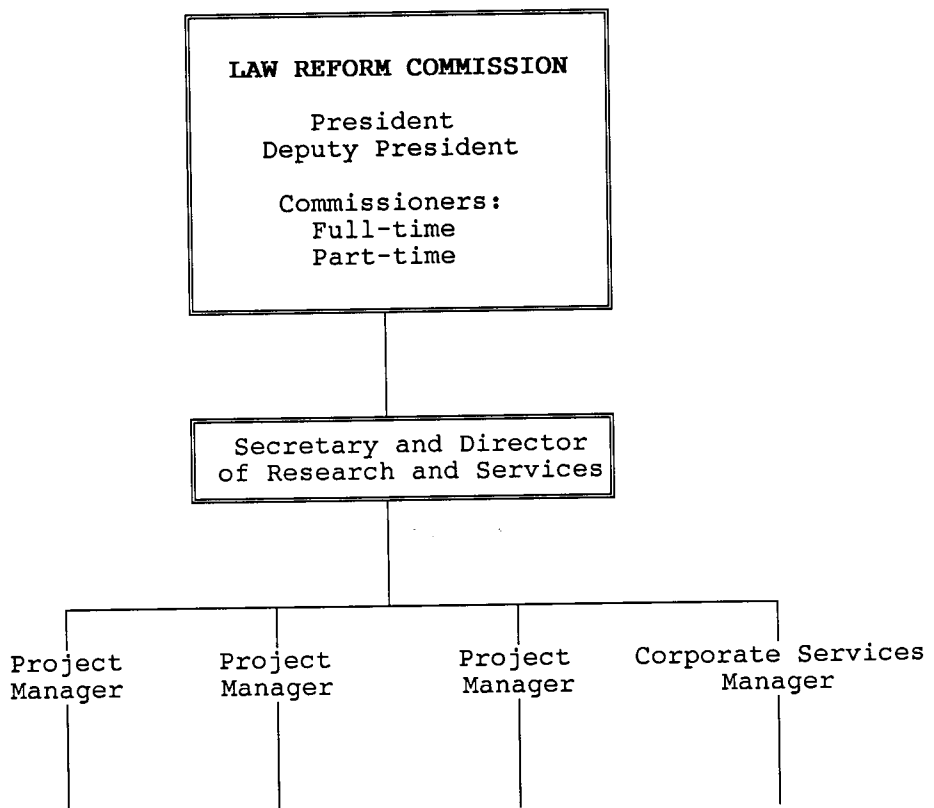 LAW REFORM COMMISSION
President
Deputy President
Commissioners:
Full-time
Part-time
Secretary and Director
of Research and Services
Project
Manager
Project
Manager
Project
Manager
Corporate Services
Manager